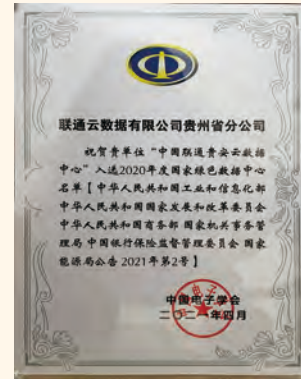 联通云数据有限公司贵州省分公司
祝贺贵单位“中国联通贵安云数据
中心”入选2020年度国家绿色数据中心
名单【中华人民共和国工业和信息化部
中华人民共和国国家发展和改革委员会
中华人民共和国商务部 国家机关事务管
理局 中国银行保险监督管理委员会 国家
能源局公告 2021年第2号】
中国电子学会
二〇二一年四月